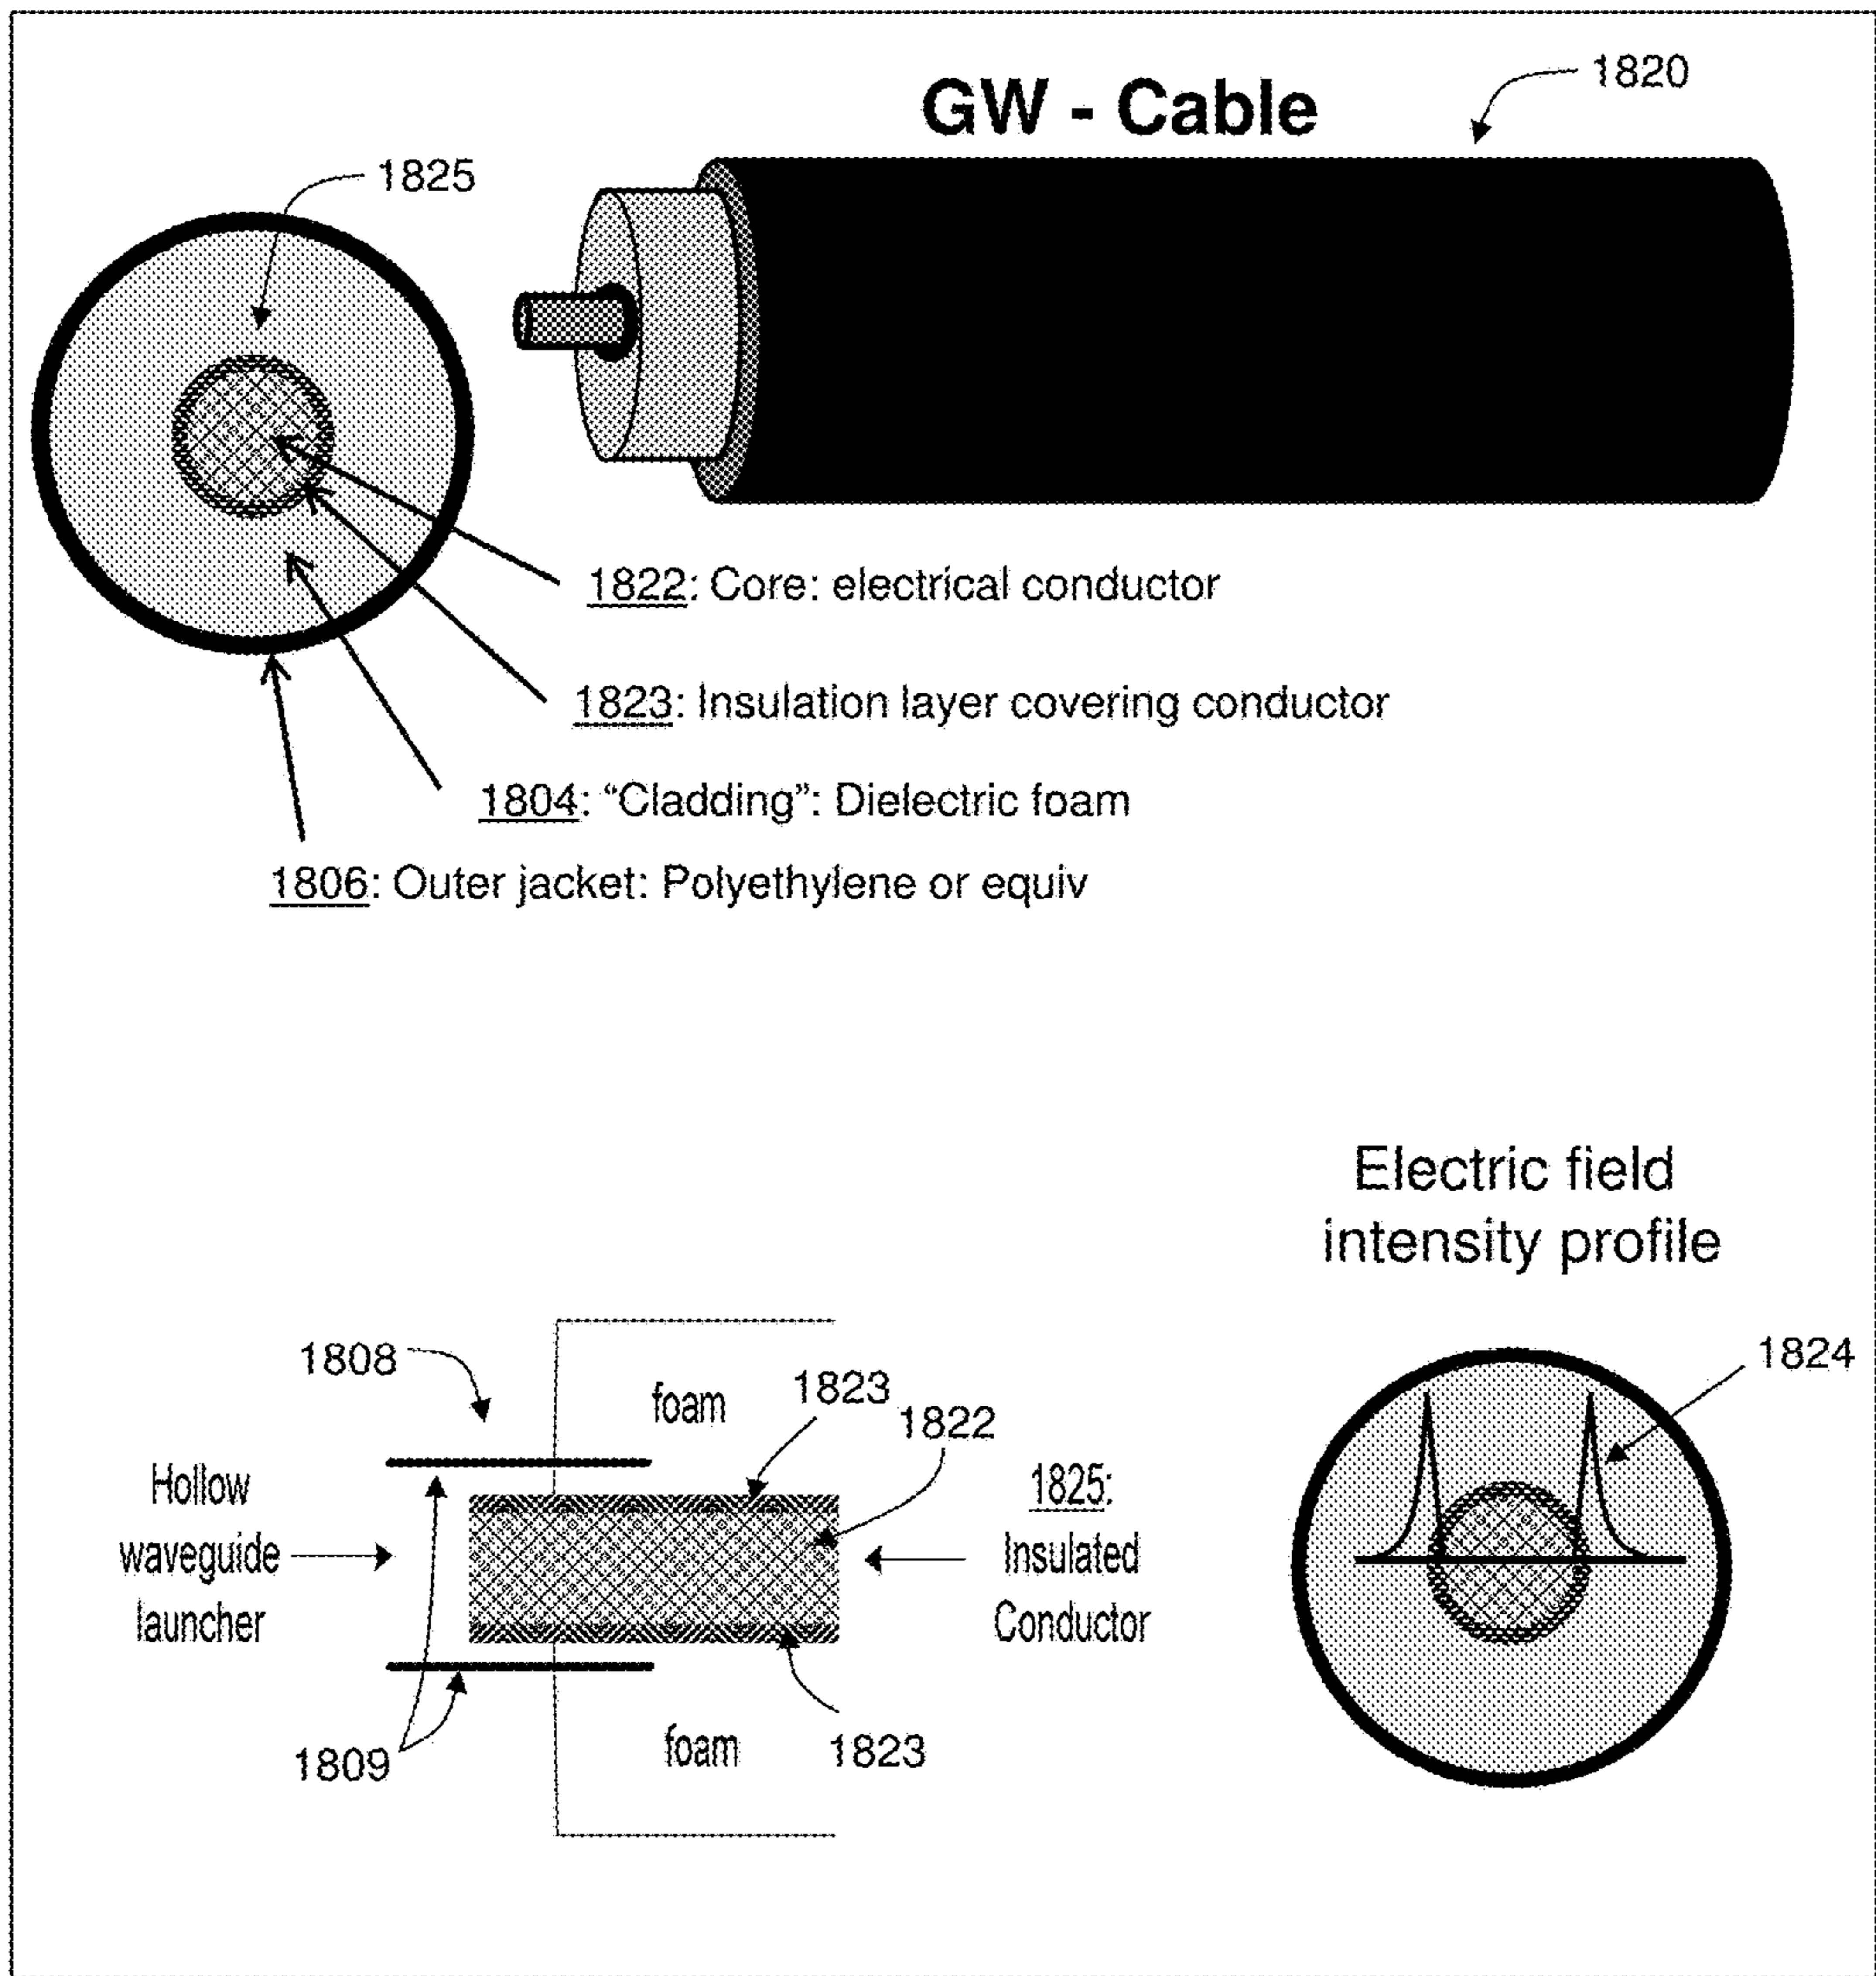 GW - Cable
1820
1825
1822: Core: electrical conductor
1823: Insulation layer covering conductor
1804: “Cladding”: Dielectric foam
1806: Outer jacket: Polyethylene or equiv
Electric field
intensity profile
1808
foam
1823
1822
1824
Hollow
waveguide
launcher
1825:
Insulated
Conductor
1809
foam
1823